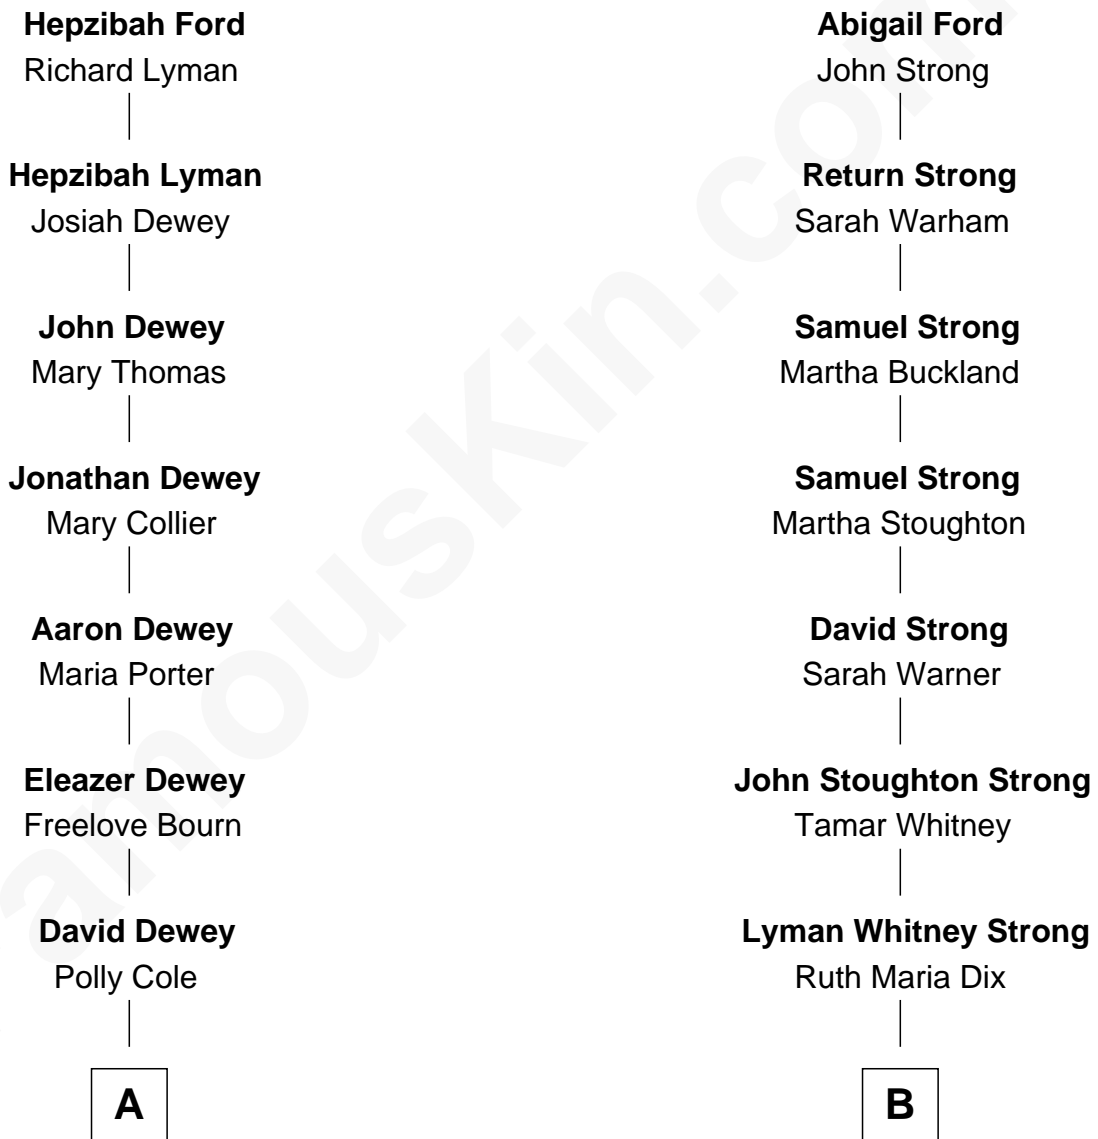 Hepzibah Ford
Richard Lyman
Hepzibah Lyman
Josiah Dewey
John Dewey
Mary Thomas
Jonathan Dewey
Mary Collier
Aaron Dewey
Maria Porter
Eleazer Dewey
Freelove Bourn
David Dewey
Polly Cole
A
Abigail Ford
John Strong
Return Strong
Sarah Warham
Samuel Strong
Martha Buckland
Samuel Strong
Martha Stoughton
David Strong
Sarah Warner
John Stoughton Strong
Tamar Whitney
Lyman Whitney Strong
Ruth Maria Dix
B
amouskin.com